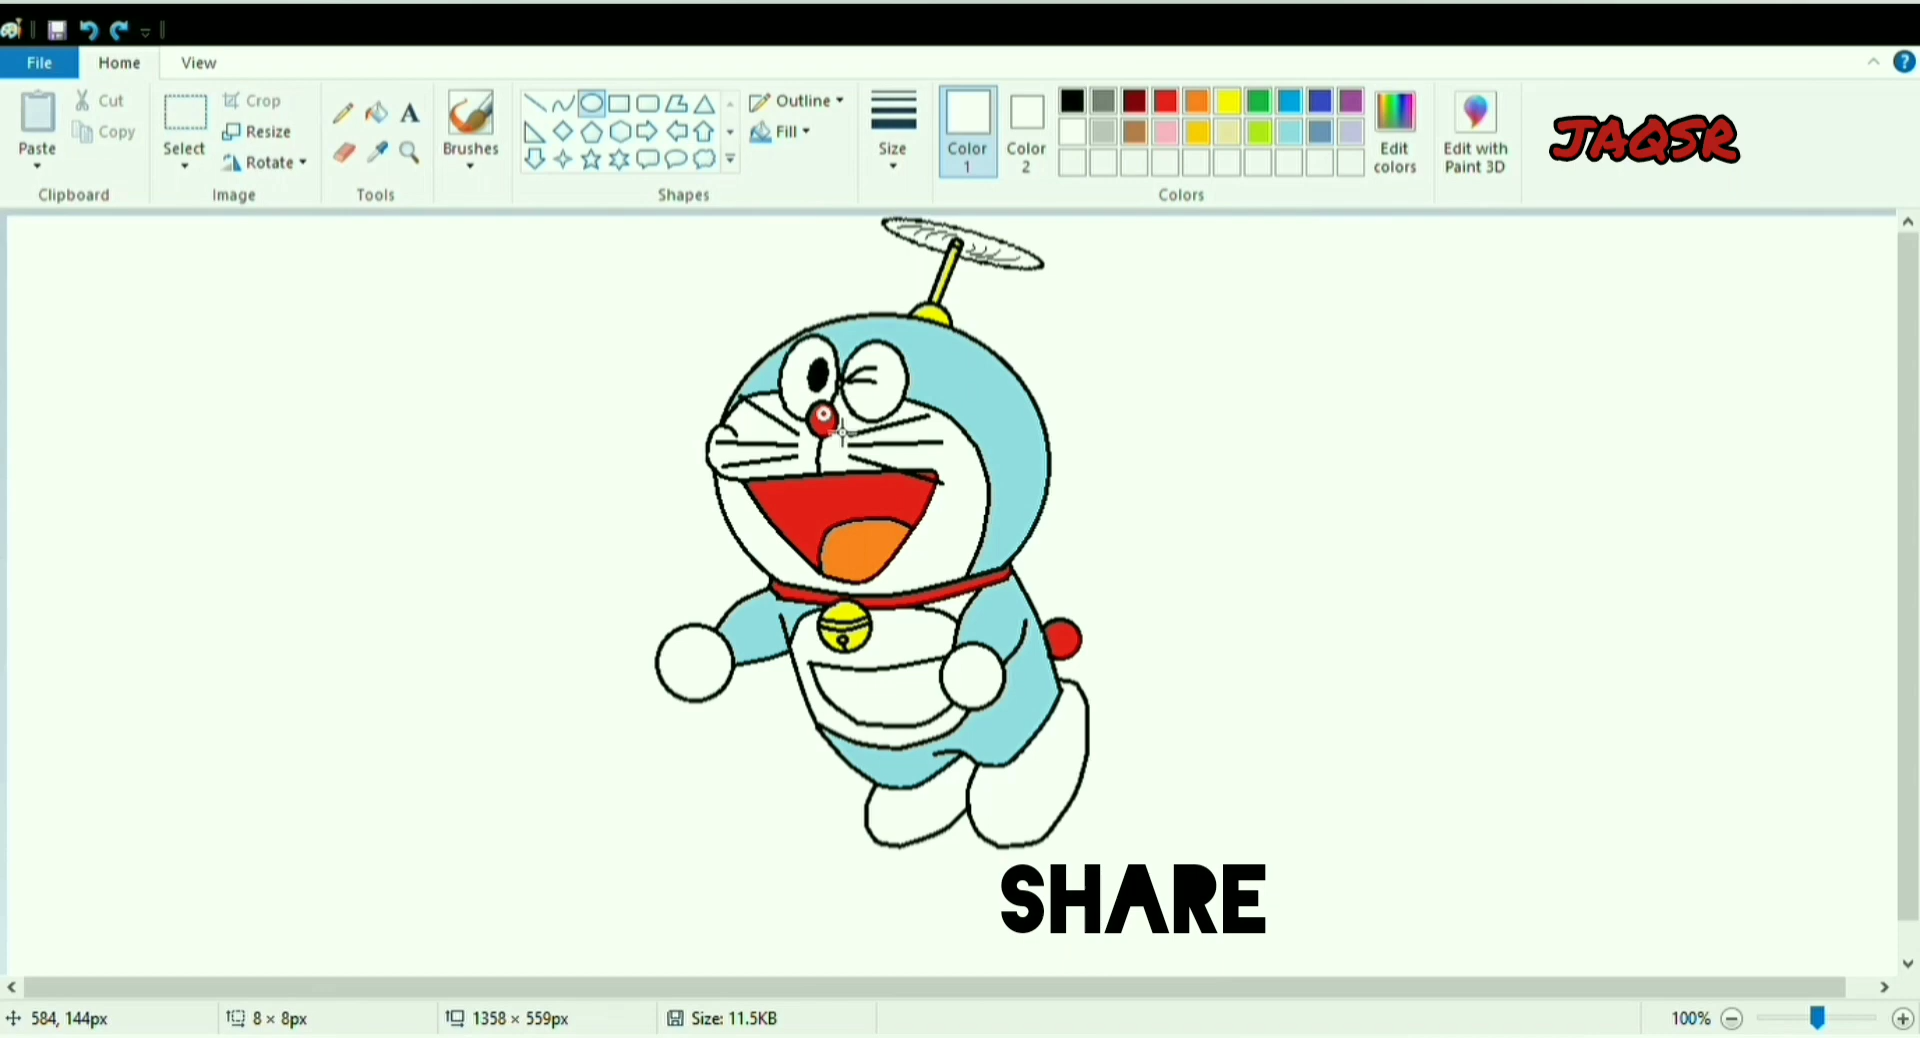 File Home View
Paste
Cut
Copy
Clipboard
Select
Crop
Resize
Rotate
Image
A
Tools
Brushes
Shapes
Outline
Fill
Size
Color
1
Color
2
Colors
Edit
colors
Edit with
Paint 3D
?
JAQSR
SHARE
584, 144px 8 × 8px 1358 × 559px Size: 11.5KB 100%